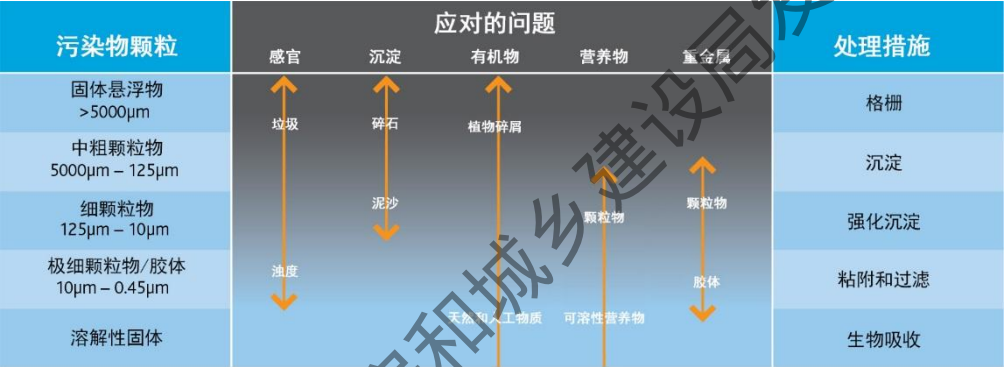 污染物颗粒
应对的问题
处理措施
感官 沉淀 有机物 营养物 重金属
固体悬浮物
>5000μm
格栅
垃圾 碎石 植物碎屑
中粗颗粒物
5000μm – 125μm
沉淀
细颗粒物
125μm – 10μm
泥沙 颗粒物 颗粒物
强化沉淀
极细颗粒物/胶体
10μm – 0.45μm
浊度 胶体
粘附和过滤
天然和人工物质 可溶性营养物
溶解性固体
生物吸收
和城乡建设局